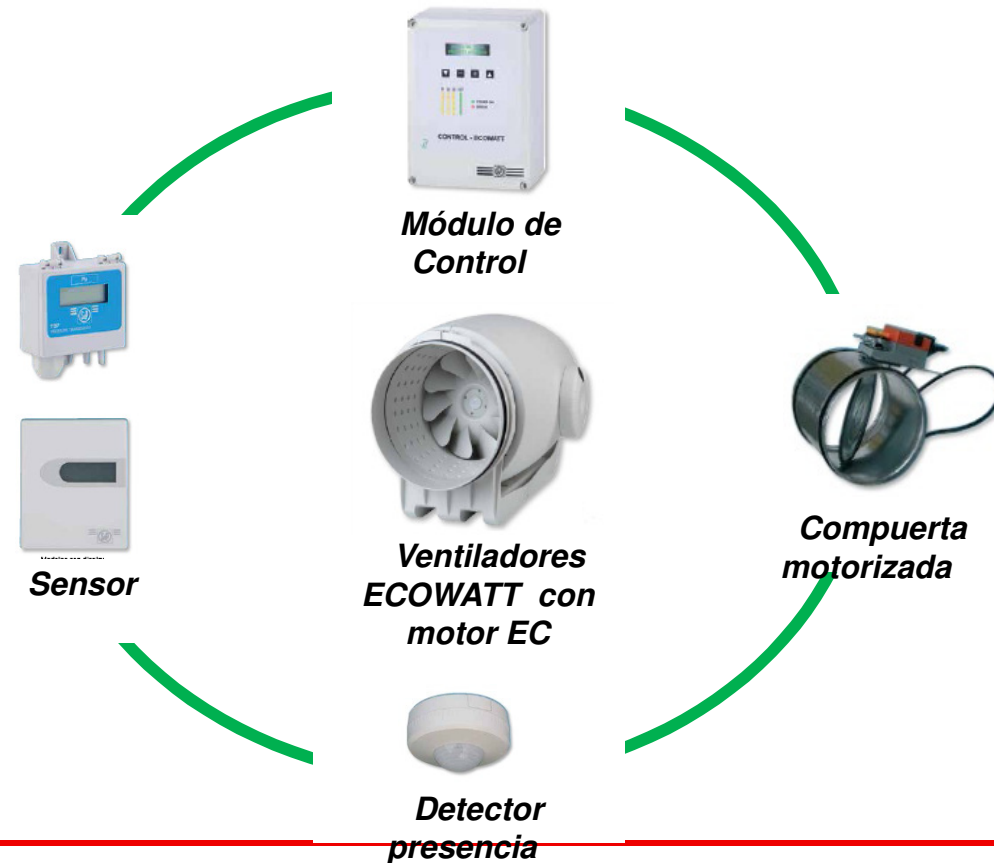 CONTROL - ECOWATT
Módulo de
Control
Sensor
Ventiladores
ECOWATT con
motor EC
Compuerta
motorizada
Detector
presencia